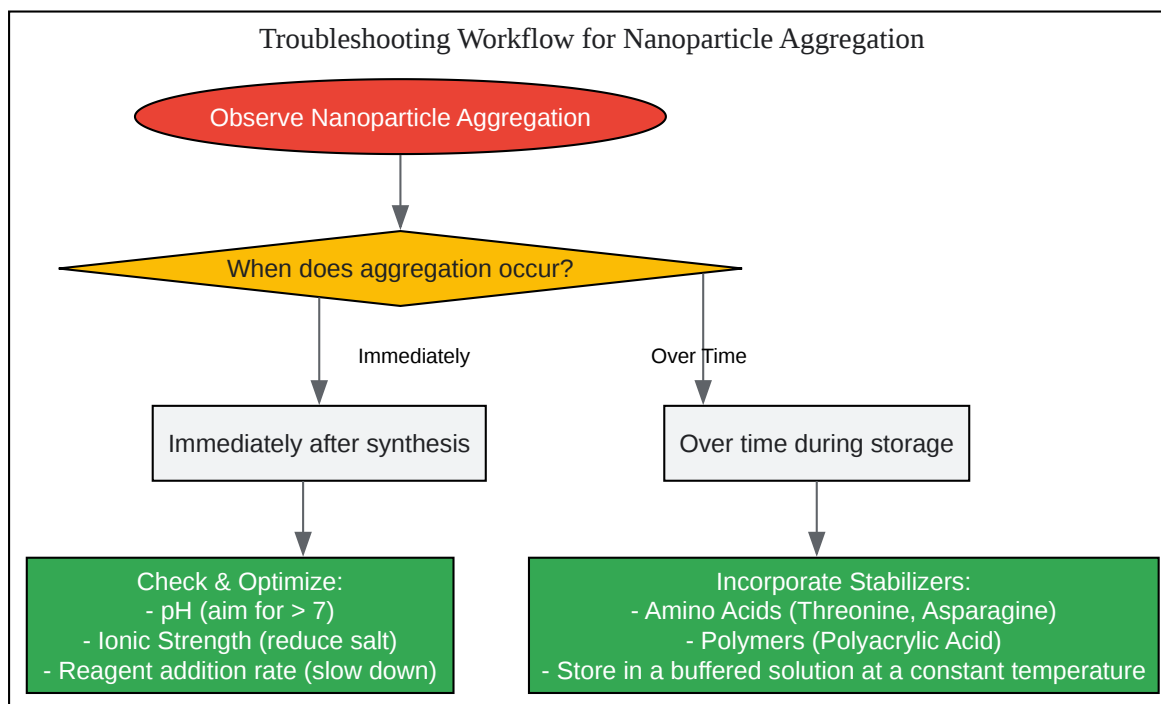 Troubleshooting Workflow for Nanoparticle Aggregation
Observe Nanoparticle Aggregation
When does aggregation occur?
Immediately
Over Time
Immediately after synthesis
Over time during storage
Check & Optimize:
- pH (aim for > 7)
- Ionic Strength (reduce salt)
- Reagent addition rate (slow down)
Incorporate Stabilizers:
- Amino Acids (Threonine, Asparagine)
- Polymers (Polyacrylic Acid)
- Store in a buffered solution at a constant temperature